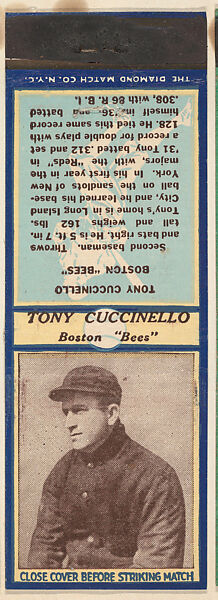 THE DIAMOND MATCH CO. N.Y.C.
TONY CUCCINELLO
BOSTON "BEES"
Second baseman. Throws
and bats right. He is 5 ft. 7 in.
tall and weighs 162 lbs.
Tony's home is in Long Island
City, and he learned his base-
ball on the sandlots of New
York. In his first year in the
majors, with the "Reds" in
'31 Tony batted .312 and set
a record for double plays with
128. He tied this same record
himself in '36, and batted
.308, with 86 R. B. I.
TONY CUCCINELLO
Boston "Bees"
CLOSE COVER BEFORE STRIKING MATCH